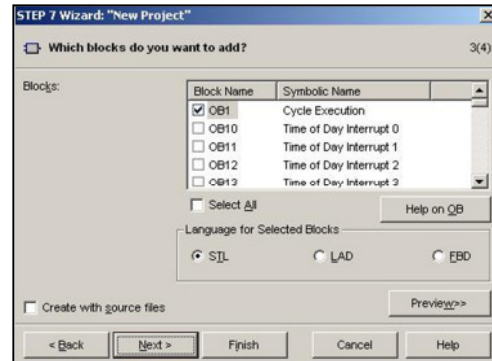 STEP 7 Wizard: "New Project"
Which blocks do you want to add? 3(4)
Blocks:
Block Name Symbolic Name
OB1 Cycle Execution
OB10 Time of Day Interrupt 0
OB11 Time of Day Interrupt 1
OB12 Time of Day Interrupt 2
OB13 Time of Day Interrupt 3
Select All
Help on OB
Language for Selected Blocks
STL LAD FBD
Create with source files
Preview>>
< Back Next > Finish Cancel Help